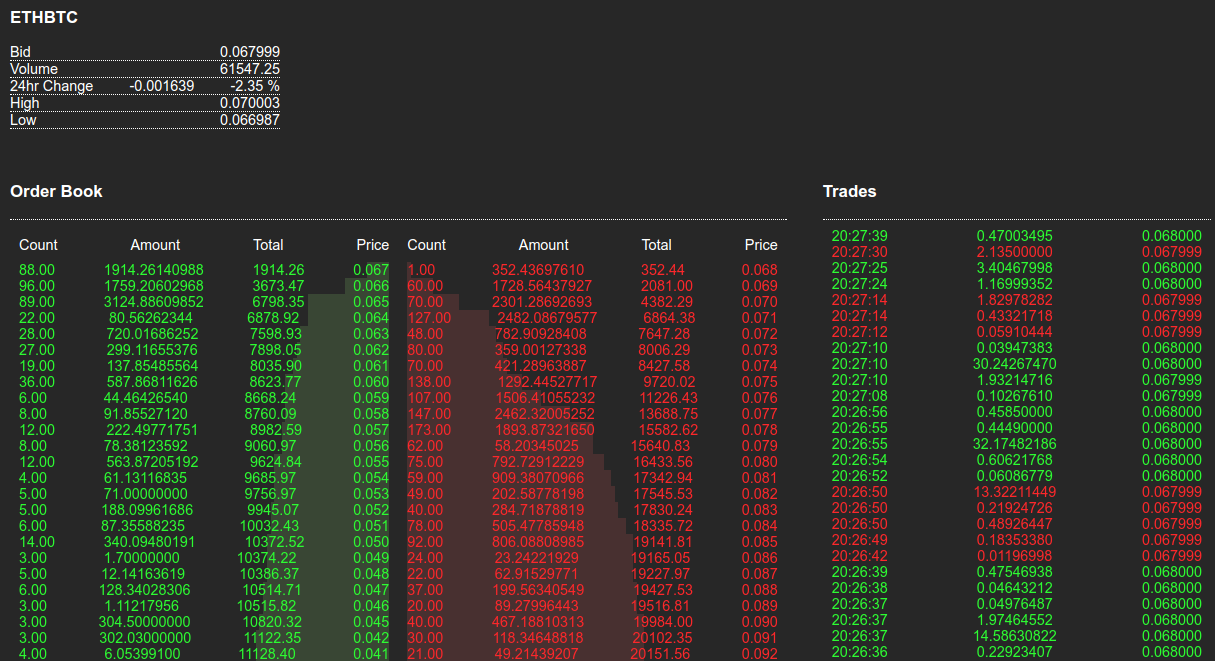 ETHBTC
Bid 0.067999
Volume 61547.25
24hr Change -0.001639 -2.35 %
High 0.070003
Low 0.066987
Order Book
Count Amount Total Price Count Amount Total Price
88.00 1914.26140988 1914.26 0.067 1.00 352.43697610 352.44 0.068
96.00 1759.20602968 3673.47 0.066 60.00 1728.56437927 2081.00 0.069
89.00 3124.88609852 6798.35 0.065 70.00 2301.28692693 4382.29 0.070
22.00 80.56262344 6878.92 0.064 127.00 2482.08679577 6864.38 0.071
28.00 720.01686252 7598.93 0.063 48.00 782.90928408 7647.28 0.072
27.00 299.11655376 7898.05 0.062 80.00 359.00127338 8006.29 0.073
19.00 137.85485564 8035.90 0.061 70.00 421.28963887 8427.58 0.074
36.00 587.86811626 8623.77 0.060 138.00 1292.44527717 9720.02 0.075
6.00 44.46426540 8668.24 0.059 107.00 1506.41055232 11226.43 0.076
8.00 91.85527120 8760.09 0.058 147.00 2462.32005252 13688.75 0.077
12.00 222.49771751 8982.59 0.057 173.00 1893.87321650 15582.62 0.078
8.00 78.38123592 9060.97 0.056 62.00 58.20345025 15640.83 0.079
12.00 563.87205192 9624.84 0.055 75.00 792.72912229 16433.56 0.080
4.00 61.13116835 9685.97 0.054 59.00 909.38070966 17342.94 0.081
5.00 71.00000000 9756.97 0.053 49.00 202.58778198 17545.53 0.082
5.00 188.09961686 9945.07 0.052 40.00 284.71878819 17830.24 0.083
6.00 87.35588235 10032.43 0.051 78.00 505.47785948 18335.72 0.084
14.00 340.09480191 10372.52 0.050 92.00 806.08808985 19141.81 0.085
3.00 1.70000000 10374.22 0.049 24.00 23.24221929 19165.05 0.086
5.00 12.14163619 10386.37 0.048 22.00 62.91529771 19227.97 0.087
6.00 128.34028306 10514.71 0.047 37.00 199.56340549 19427.53 0.088
3.00 1.11217956 10515.82 0.046 20.00 89.27996443 19516.81 0.089
3.00 304.50000000 10820.32 0.045 40.00 467.18810313 19984.00 0.090
3.00 302.03000000 11122.35 0.042 30.00 118.34648818 20102.35 0.091
4.00 6.05399100 11128.40 0.041 21.00 49.21439207 20151.56 0.092
Trades
20:27:39 0.47003495 0.068000
20:27:30 2.13500000 0.067999
20:27:25 3.40467998 0.068000
20:27:24 1.16999352 0.068000
20:27:14 1.82978282 0.067999
20:27:14 0.43321718 0.067999
20:27:12 0.05910444 0.067999
20:27:10 0.03947383 0.068000
20:27:10 30.24267470 0.068000
20:27:10 1.93214716 0.067999
20:27:08 0.10267610 0.067999
20:26:56 0.45850000 0.068000
20:26:55 0.44490000 0.068000
20:26:55 32.17482186 0.068000
20:26:54 0.60621768 0.068000
20:26:52 0.06086779 0.068000
20:26:50 13.32211449 0.067999
20:26:50 0.21924726 0.067999
20:26:50 0.48926447 0.067999
20:26:49 0.18353380 0.067999
20:26:42 0.01196998 0.067999
20:26:39 0.47546938 0.068000
20:26:38 0.04643212 0.068000
20:26:37 0.04976487 0.068000
20:26:37 1.97464552 0.068000
20:26:37 14.58630822 0.068000
20:26:36 0.22923407 0.068000